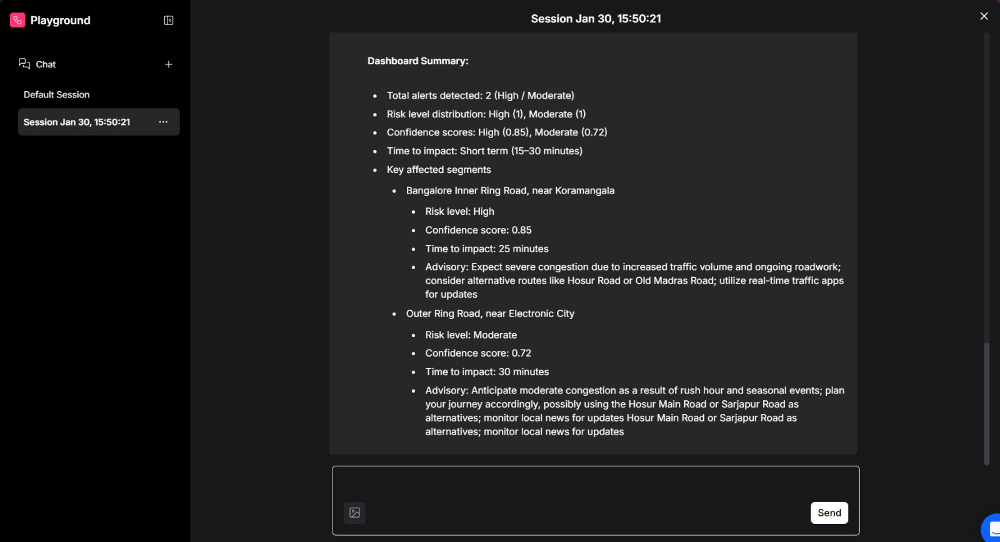 Playground
Chat
Default Session
Session Jan 30, 15:50:21
Session Jan 30, 15:50:21
Dashboard Summary:
Total alerts detected: 2 (High / Moderate)
Risk level distribution: High (1), Moderate (1)
Confidence scores: High (0.85), Moderate (0.72)
Time to impact: Short term (15–30 minutes)
Key affected segments
Bangalore Inner Ring Road, near Koramangala
Risk level: High
Confidence score: 0.85
Time to impact: 25 minutes
Advisory: Expect severe congestion due to increased traffic volume and ongoing roadwork;
consider alternative routes like Hosur Road or Old Madras Road; utilize real-time traffic apps
for updates
Outer Ring Road, near Electronic City
Risk level: Moderate
Confidence score: 0.72
Time to impact: 30 minutes
Advisory: Anticipate moderate congestion as a result of rush hour and seasonal events; plan
your journey accordingly, possibly using the Hosur Main Road or Sarjapur Road as
alternatives; monitor local news for updates Hosur Main Road or Sarjapur Road as
alternatives; monitor local news for updates
Send